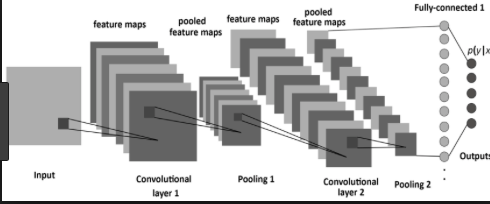 Fully-connected 1
feature maps
pooled
feature maps
feature maps
pooled
feature maps
p(y|x
Input
Convolutional
layer 1
Pooling 1
Convolutional
layer 2
Pooling 2
Outputs